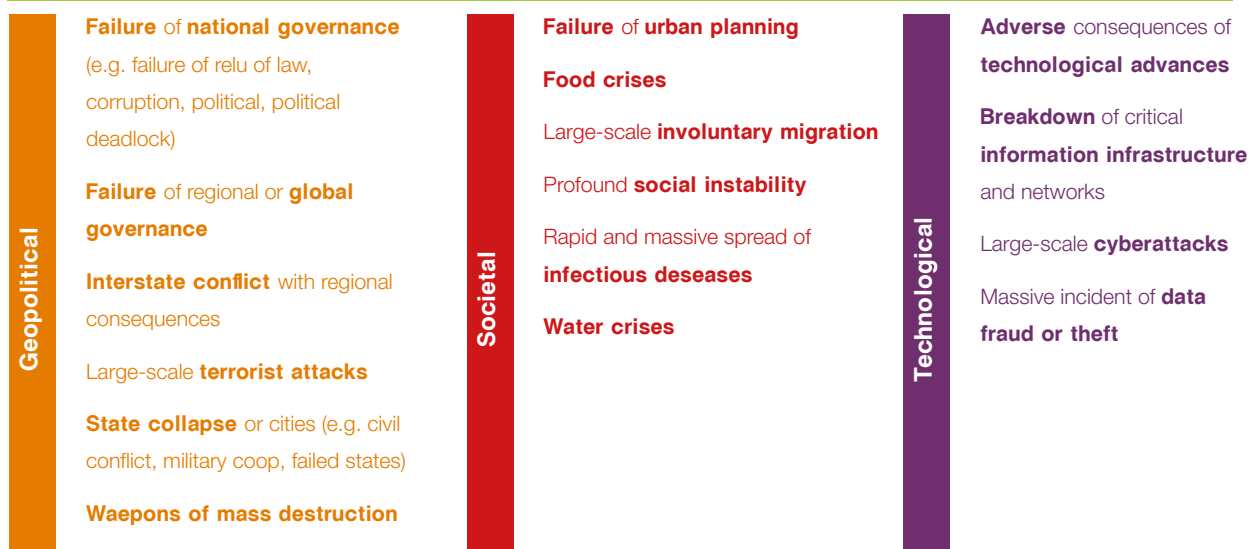 Geopolitical
Failure of national governance
(e.g. failure of relu of law,
corruption, political, political
deadlock)
Failure of regional or global
governance
Interstate conflict with regional
consequences
Large-scale terrorist attacks
State collapse or cities (e.g. civil
conflict, military coop, failed states)
Waepons of mass destruction
Societal
Failure of urban planning
Food crises
Large-scale involuntary migration
Profound social instability
Rapid and massive spread of
infectious deseases
Water crises
Technological
Adverse consequences of
technological advances
Breakdown of critical
information infrastructure
and networks
Large-scale cyberattacks
Massive incident of data
fraud or theft